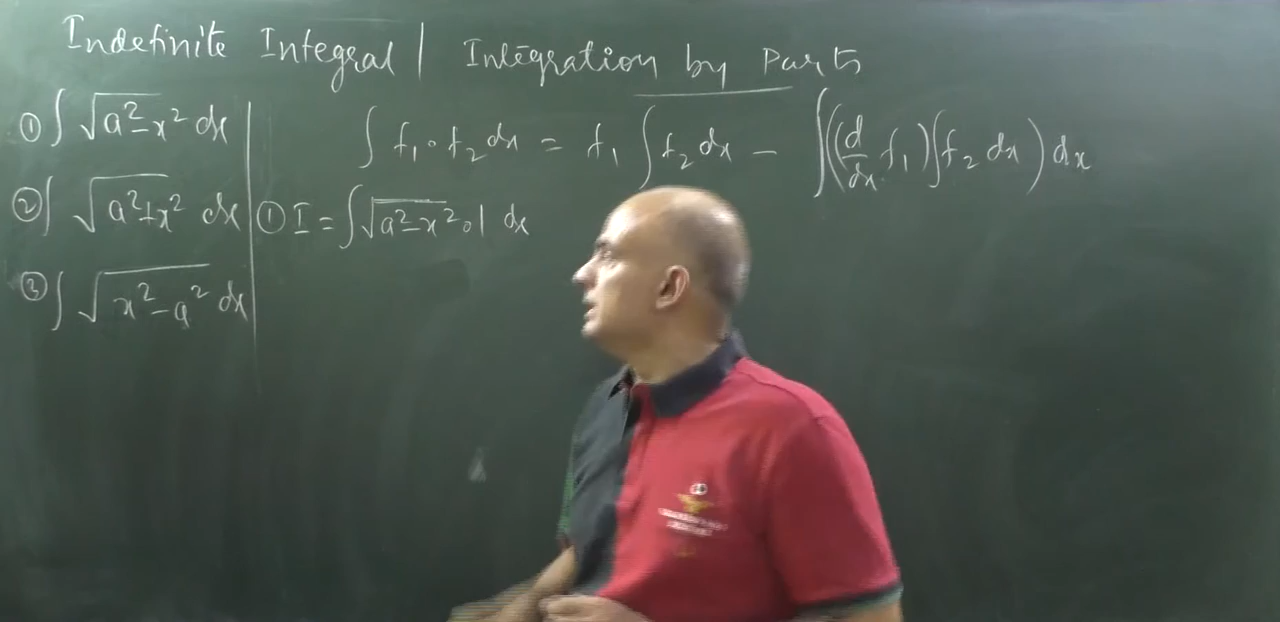 Indefinite Integral | Integration by Parts
① ∫ √(a²-x²) dx
② ∫ √(a²+x²) dx
③ ∫ √(x²-a²) dx
∫ f₁ · f₂ dx = f₁ ∫ f₂ dx - ∫((d/dx f₁) ∫ f₂ dx) dx
① I = ∫ √(a²-x²) · 1 dx